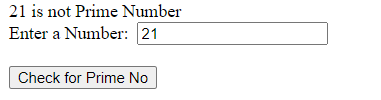 21 is not Prime Number
Enter a Number: 21
Check for Prime No